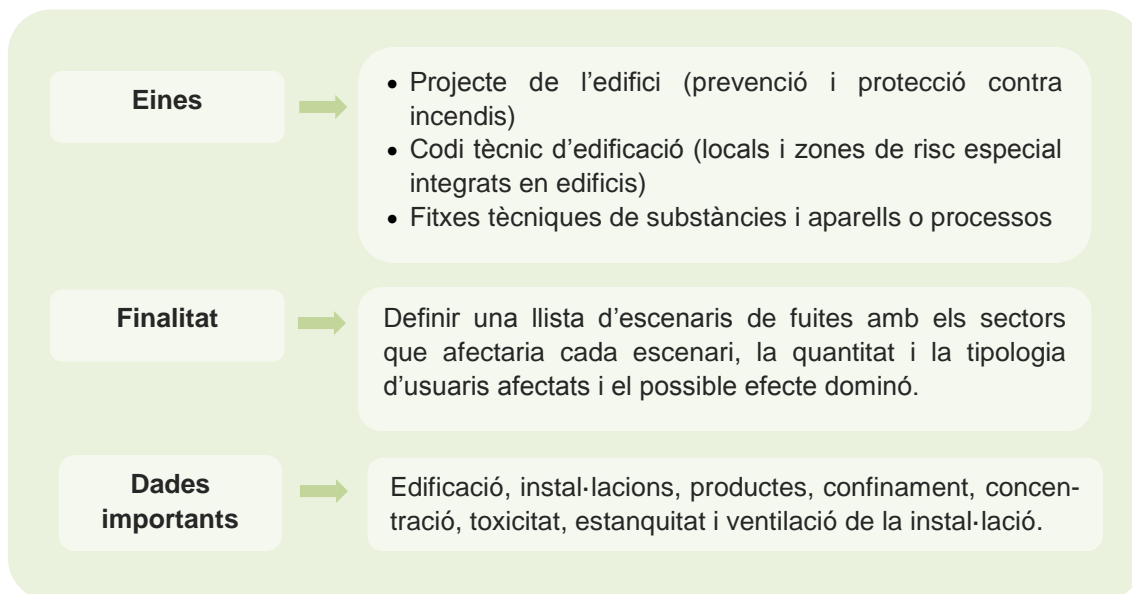 Eines
• Projecte de l’edifici (prevenció i protecció contra
incendis)
• Codi tècnic d’edificació (locals i zones de risc especial
integrats en edificis)
• Fitxes tècniques de substàncies i aparells o processos
Finalitat
Definir una llista d’escenaris de fuites amb els sectors
que afectaria cada escenari, la quantitat i la tipologia
d’usuaris afectats i el possible efecte dominó.
Dades
importants
Edificació, instal·lacions, productes, confinament, concen-
tració, toxicitat, estanquitat i ventilació de la instal·lació.